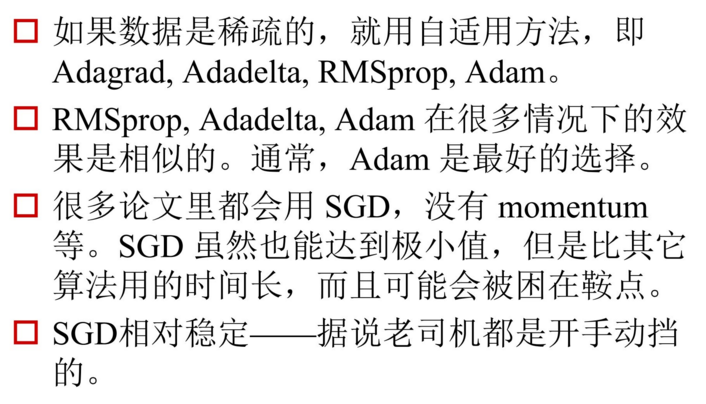 如果数据是稀疏的，就用自适用方法，即
Adagrad, Adadelta, RMSprop, Adam。
RMSprop, Adadelta, Adam 在很多情况下的效
果是相似的。通常，Adam 是最好的选择。
很多论文里都会用 SGD，没有 momentum
等。SGD 虽然也能达到极小值，但是比其它
算法用的时间长，而且可能会被困在鞍点。
SGD相对稳定——据说老司机都是开手动挡
的。